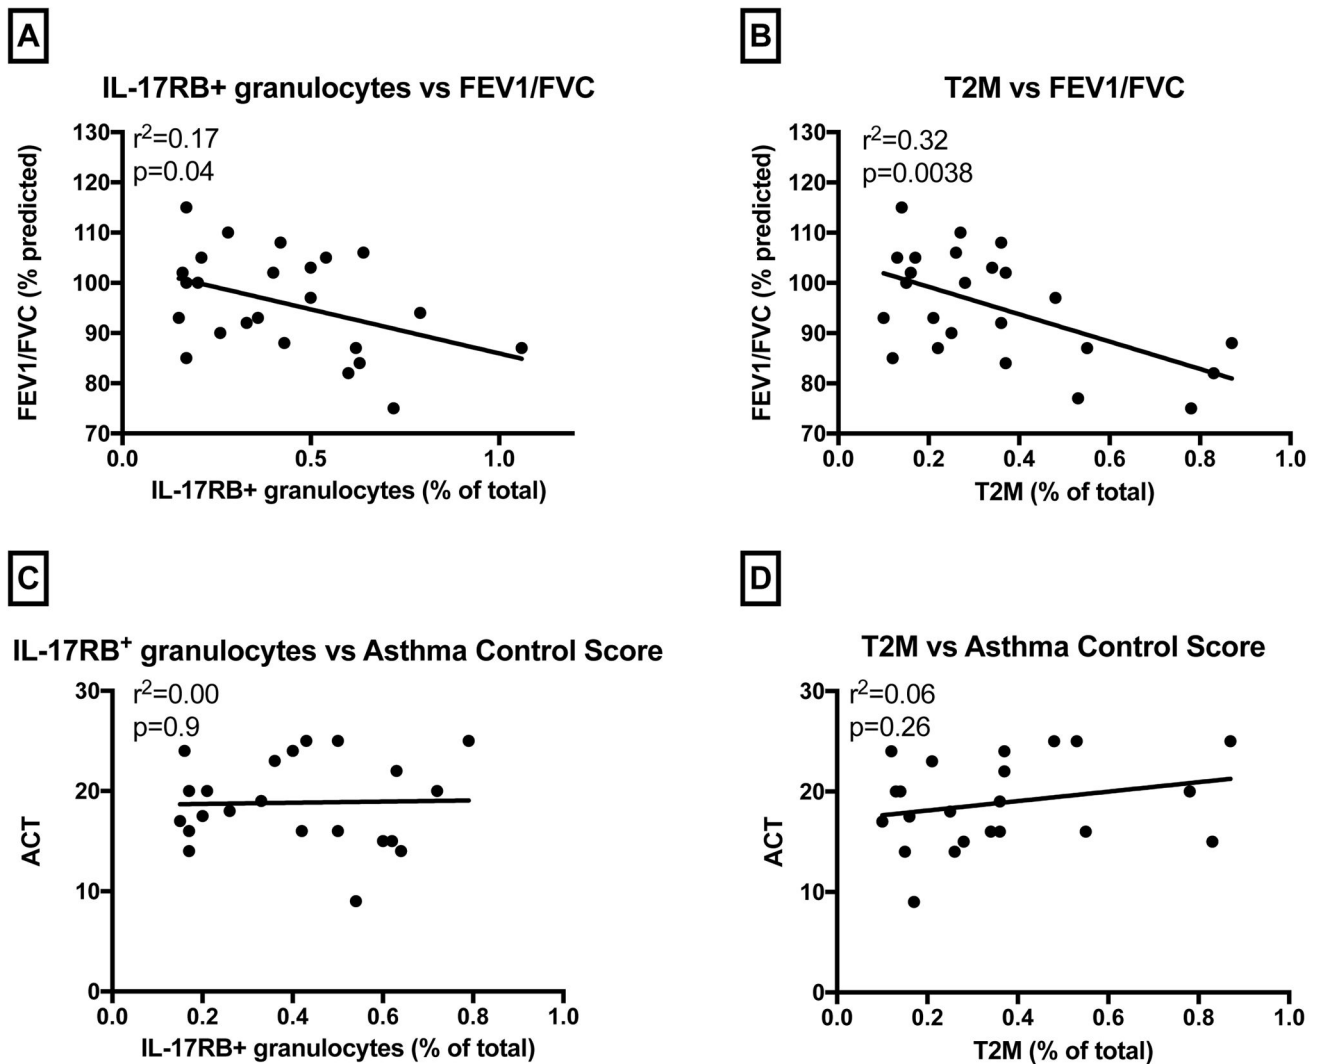 A
IL-17RB+ granulocytes vs FEV1/FVC
r²=0.17
p=0.04
FEV1/FVC (% predicted)
130
120
110
100
90
80
70
0.0 0.5 1.0
IL-17RB+ granulocytes (% of total)
B
T2M vs FEV1/FVC
r²=0.32
p=0.0038
FEV1/FVC (% predicted)
130
120
110
100
90
80
70
0.0 0.2 0.4 0.6 0.8 1.0
T2M (% of total)
C
IL-17RB⁺ granulocytes vs Asthma Control Score
r²=0.00
p=0.9
ACT
30
20
10
0
0.0 0.2 0.4 0.6 0.8 1.0
IL-17RB+ granulocytes (% of total)
D
T2M vs Asthma Control Score
r²=0.06
p=0.26
ACT
30
20
10
0
0.0 0.2 0.4 0.6 0.8 1.0
T2M (% of total)